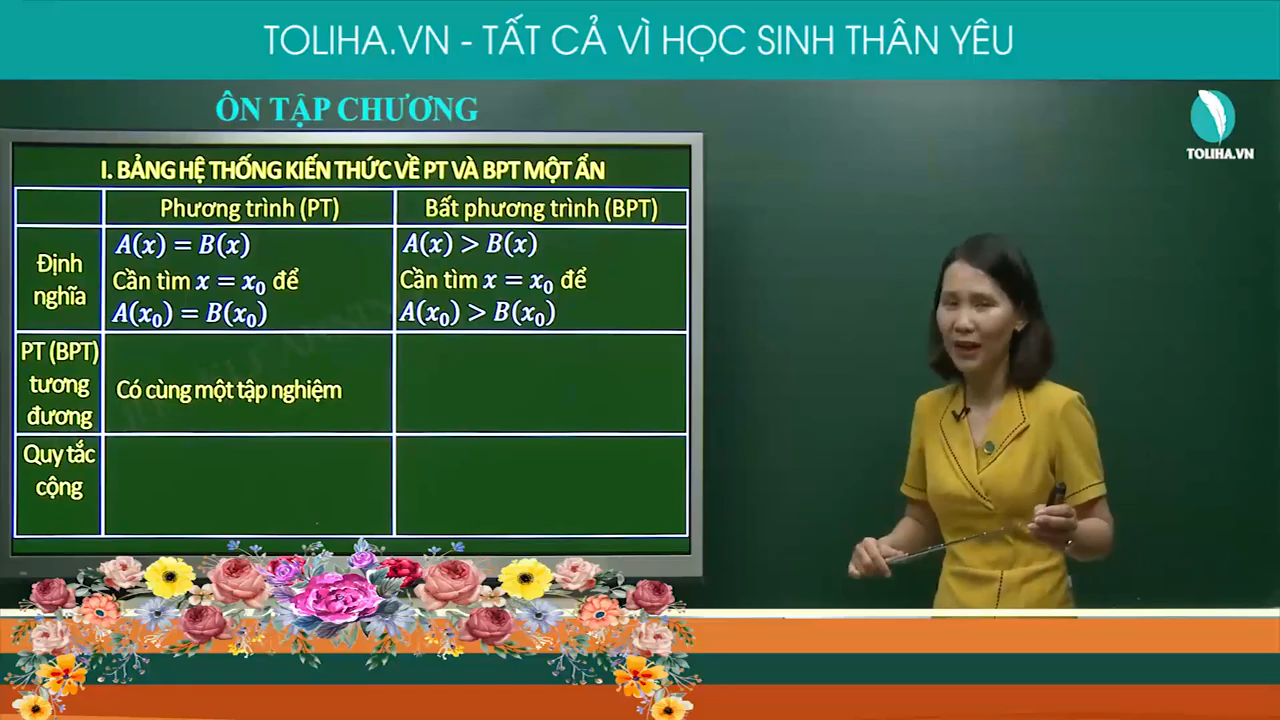 TOLIHA.VN - TẤT CẢ VÌ HỌC SINH THÂN YÊU
ÔN TẬP CHƯƠNG
TOLIHA.VN
I. BẢNG HỆ THỐNG KIẾN THỨC VỀ PT VÀ BPT MỘT ẨN
Phương trình (PT)
Bất phương trình (BPT)
Định
nghĩa
A(x) = B(x)
Cần tìm x = x₀ để
A(x₀) = B(x₀)
A(x) > B(x)
Cần tìm x = x₀ để
A(x₀) > B(x₀)
PT (BPT)
tương
đương
Có cùng một tập nghiệm
Quy tắc
cộng